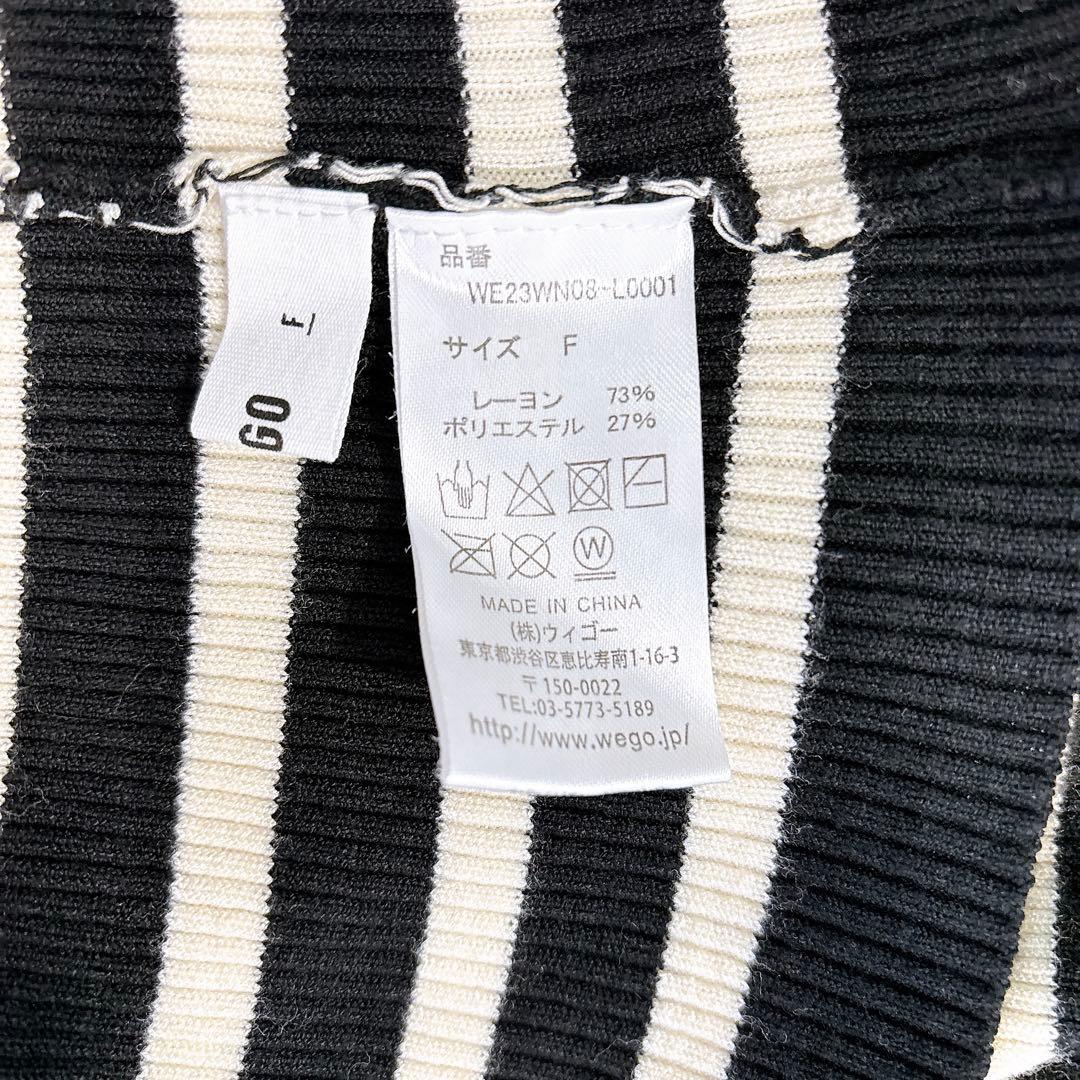 GO
F
品番
WE23WN08-L0001
サイズ F
レーヨン 73%
ポリエステル 27%
W
MADE IN CHINA
(株)ウィゴー
東京都渋谷区恵比寿南1-16-3
〒150-0022
TEL:03-5773-5189
http://www.wego.jp/